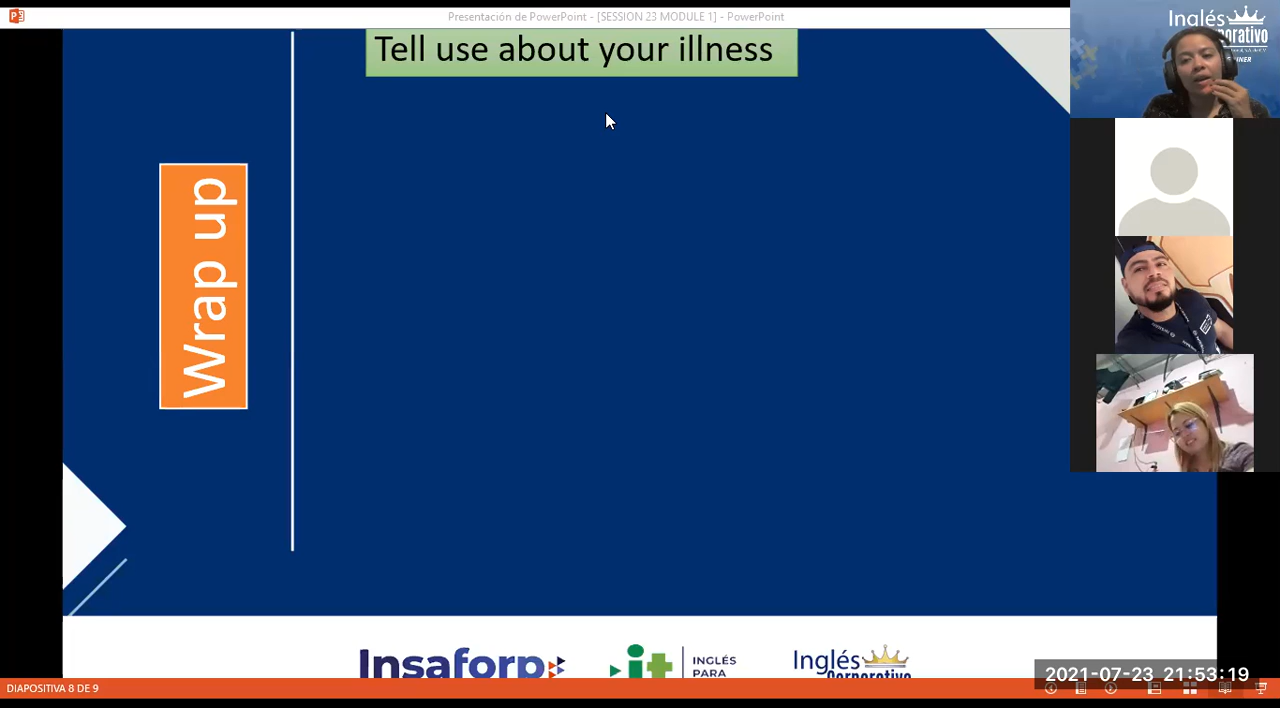 Presentación de PowerPoint - [SESSION 23 MODULE 1] - PowerPoint
Inglés
Tell use about your illness
Wrap up
Insaforp
it+
INGLÉS
PARA
Inglés
2021-07-23 21:53:19
DIAPOSITIVA 8 DE 9